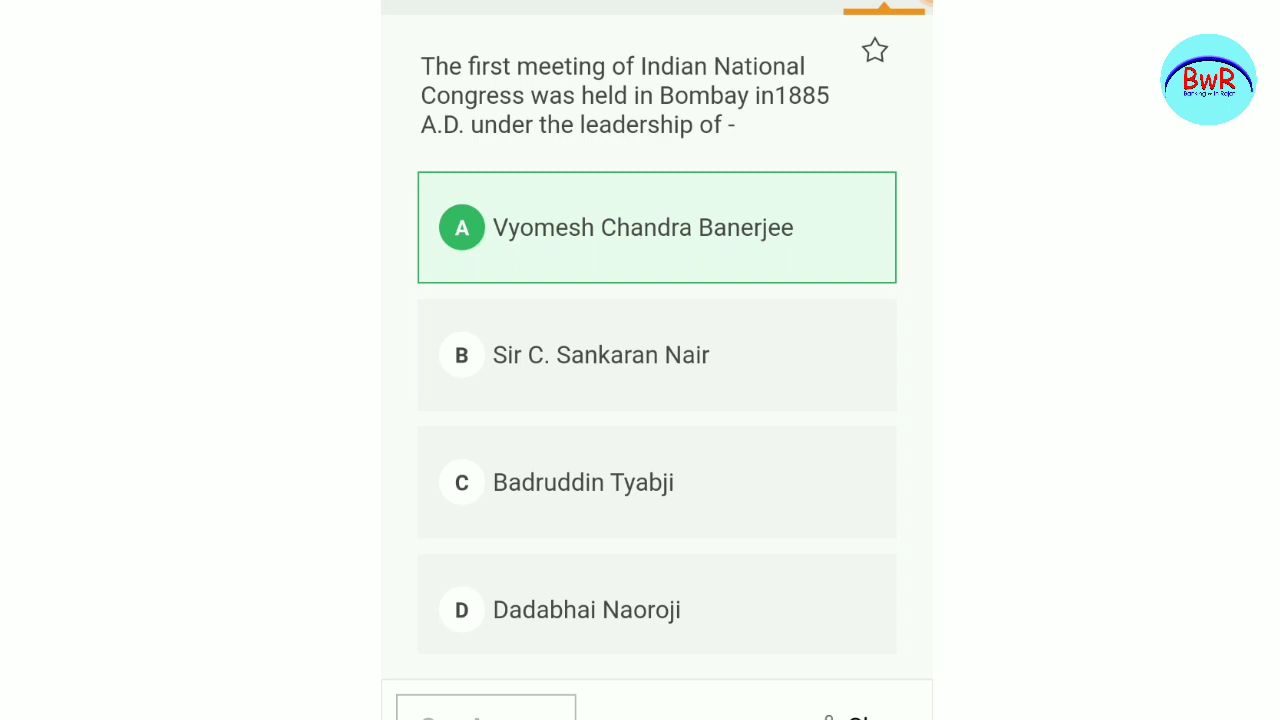 The first meeting of Indian National
Congress was held in Bombay in1885
A.D. under the leadership of -
A Vyomesh Chandra Banerjee
B Sir C. Sankaran Nair
C Badruddin Tyabji
D Dadabhai Naoroji
BWR